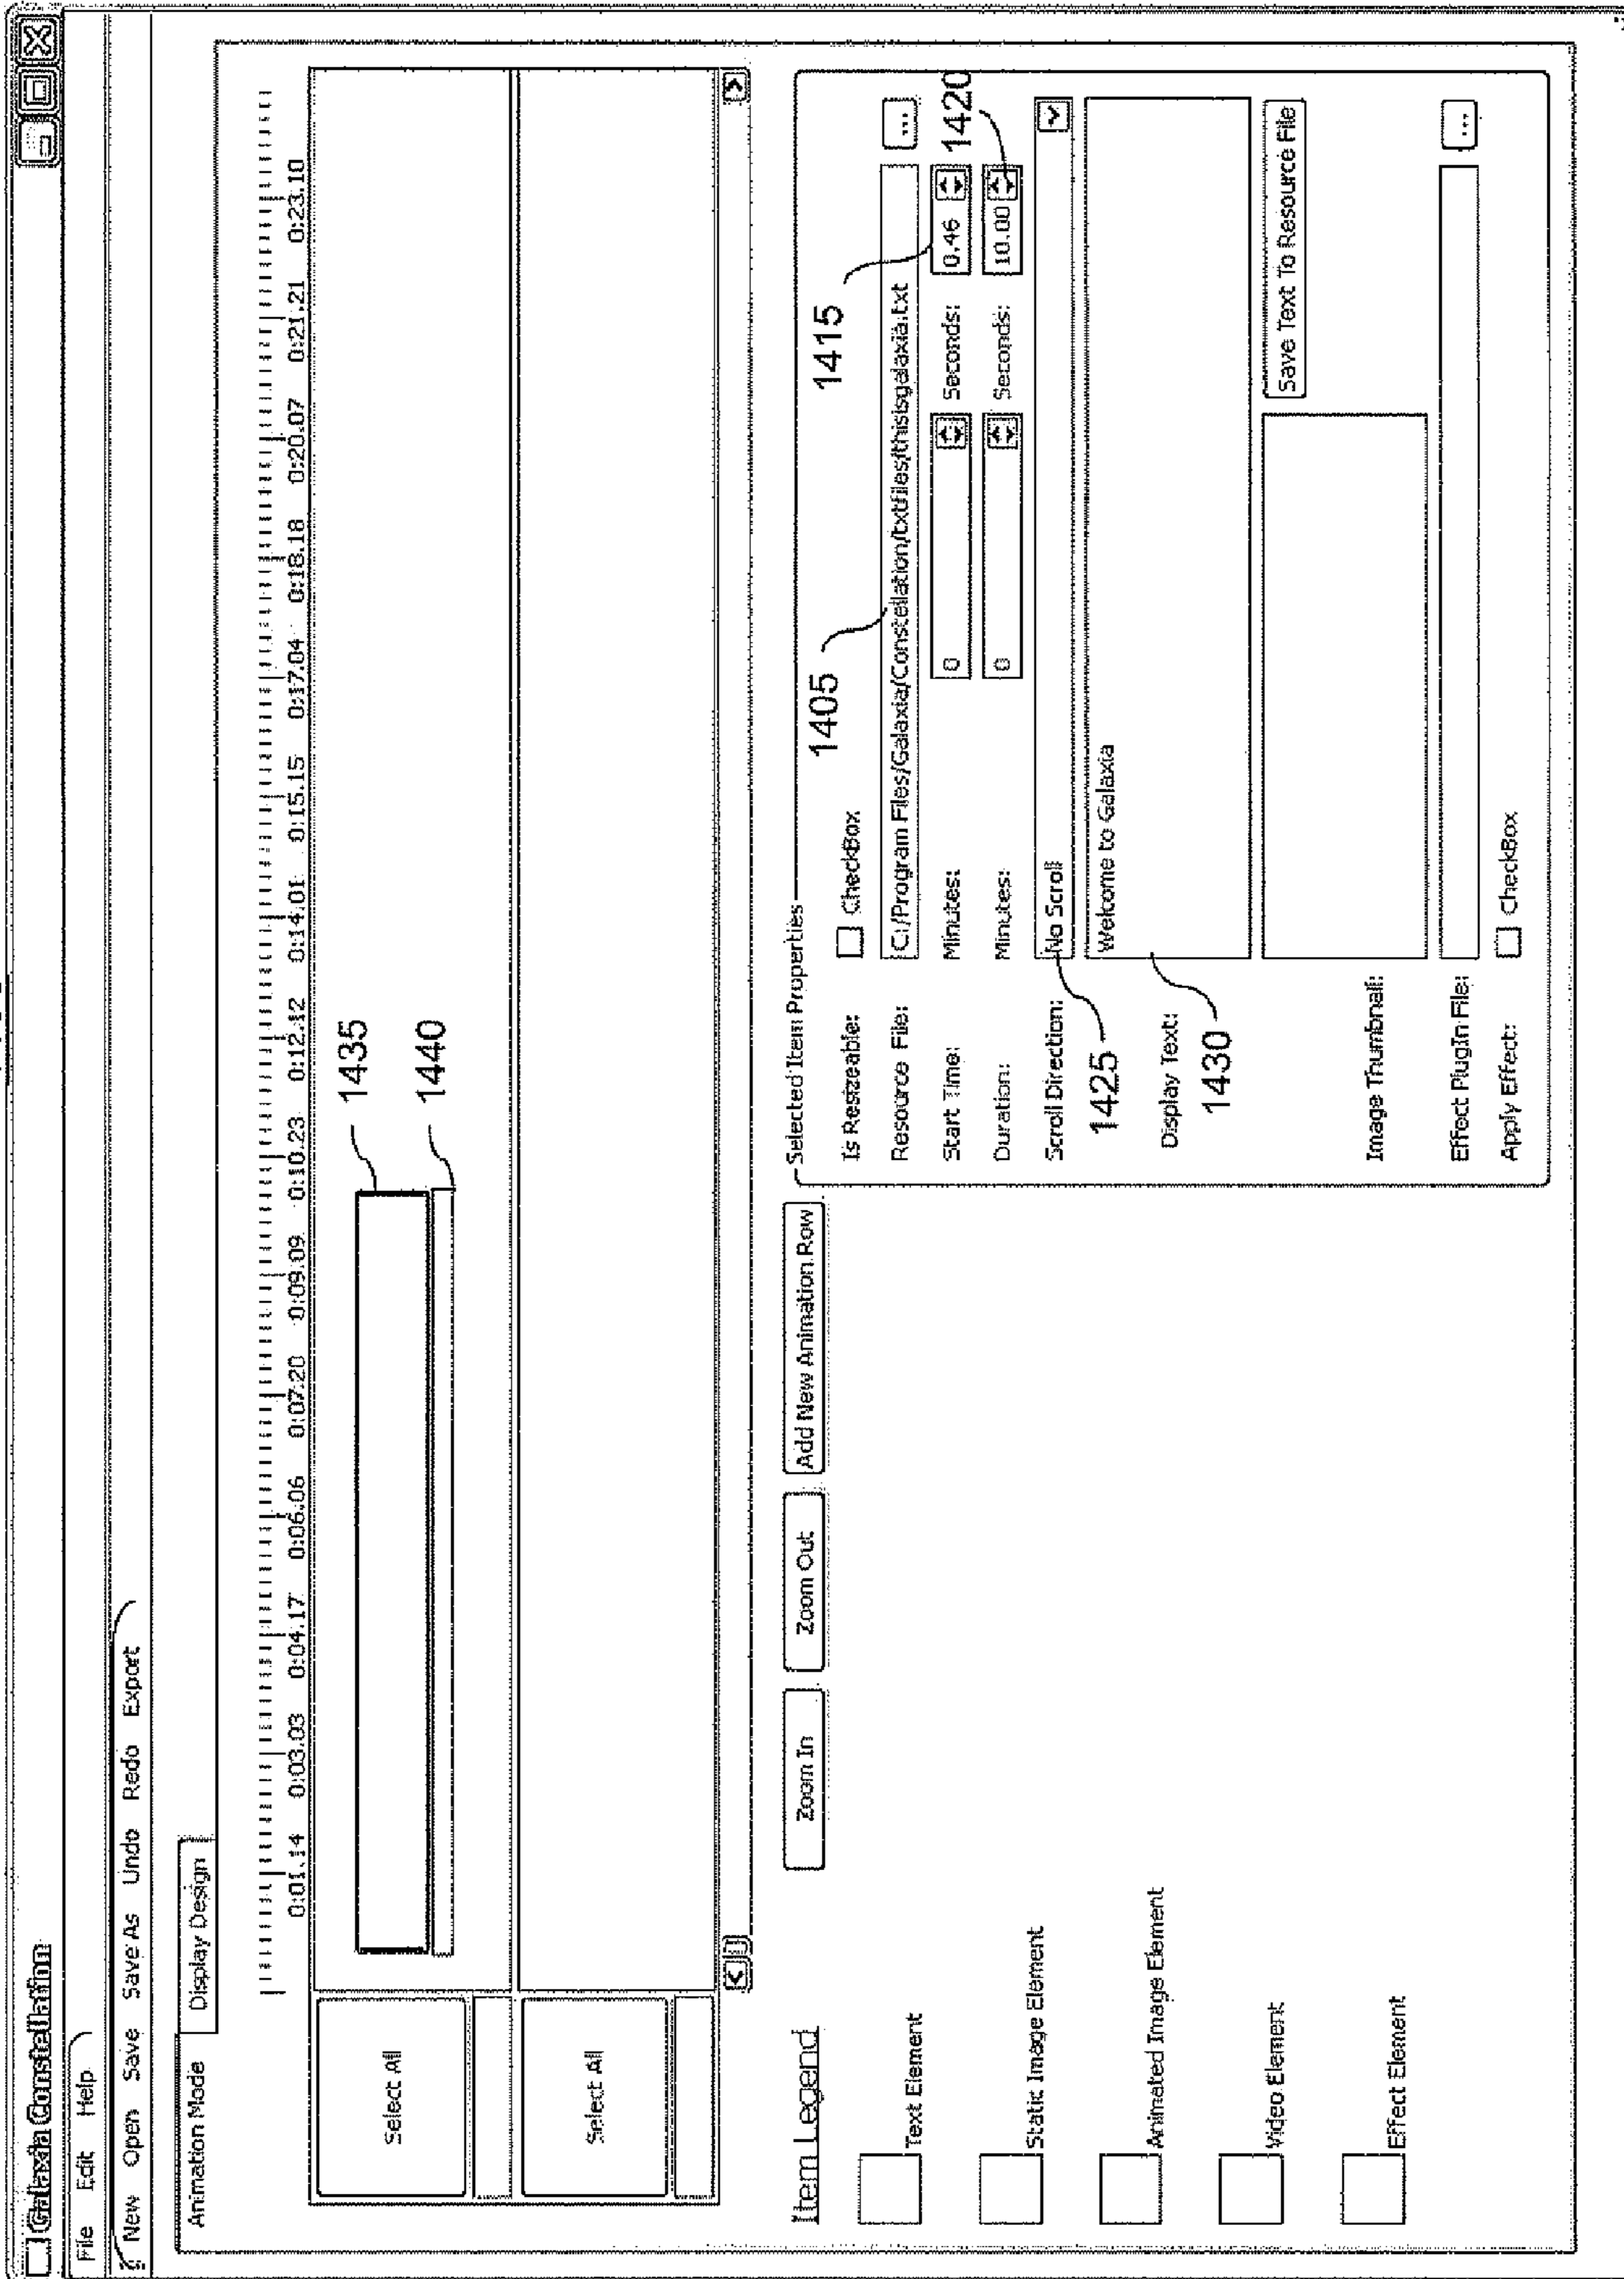 Galaxia Constellation
File Edit Help
New Open Save Save As Undo Redo Export
Animation Mode Display Design
0:01.14 0:03.03 0:04.17 0:06.06 0:07.20 0:09.09 0:10.23 0:12.12 0:14.01 0:15.15 0:17.04 0:18.18 0:20.07 0:21.21 0:23.10
Select All
1435
1440
Select All
Zoom In Zoom Out Add New Animation Row
Item Legend
Text Element
Static Image Element
Animated Image Element
Video Element
Effect Element
Selected Item Properties
1405
1415
1420
Is Resizeable: CheckBox
Resource File: C:/Program Files/Galaxia/Constellation/txtfiles/thisisgalaxia.txt ...
Start Time: Minutes: 0 Seconds: 0.46
Duration: Minutes: 0 Seconds: 10.00
Scroll Direction: No Scroll
1425
Display Text: Welcome to Galaxia
1430
Save Text To Resource File
Image Thumbnail:
Effect PlugIn File: ...
Apply Effect: CheckBox